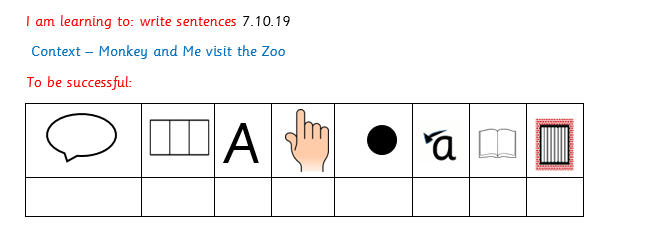 I am learning to: write sentences 7.10.19
Context – Monkey and Me visit the Zoo
To be successful:
A a